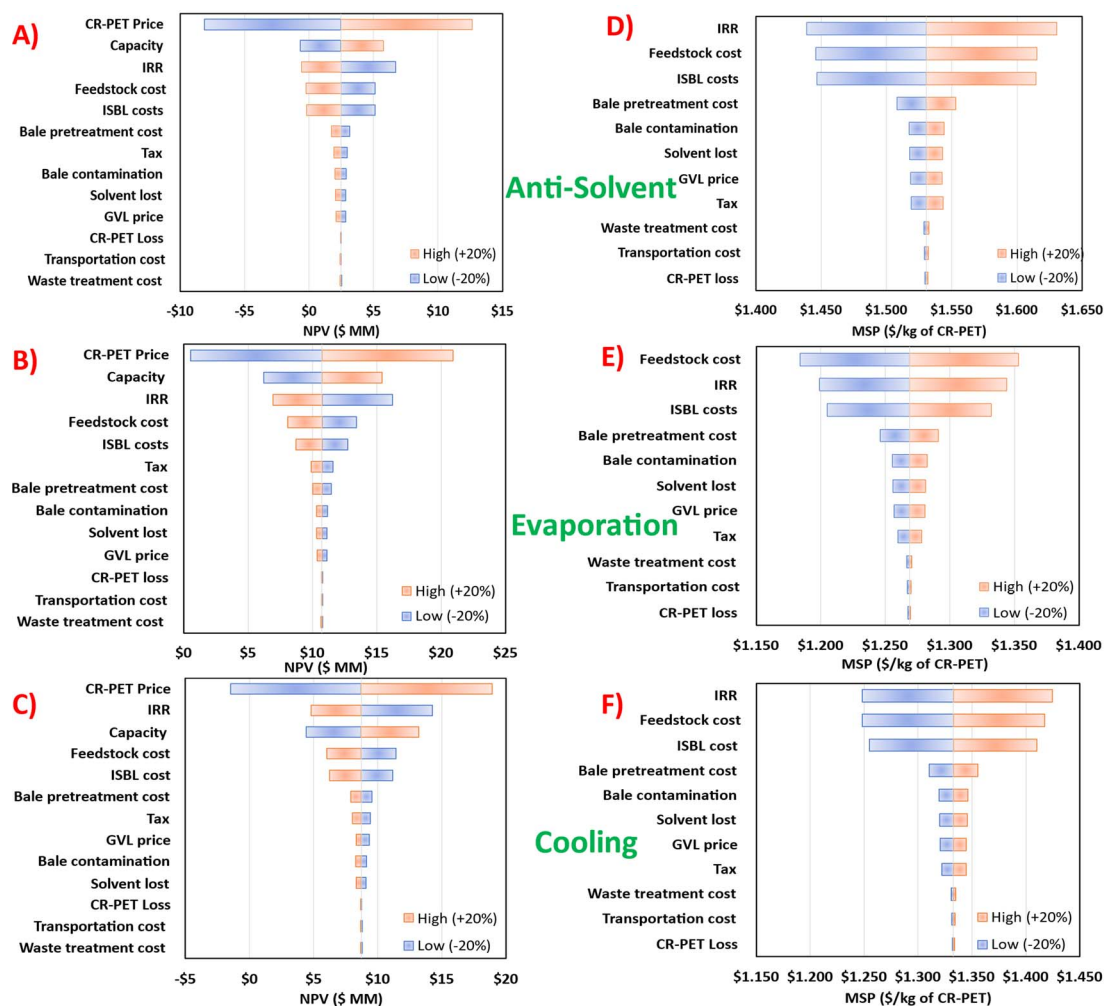 A)
CR-PET Price
Capacity
IRR
Feedstock cost
ISBL costs
Bale pretreatment cost
Tax
Bale contamination
Solvent lost
GVL price
CR-PET Loss
Transportation cost
Waste treatment cost
High (+20%)
Low (-20%)
-$10 -$5 $0 $5 $10 $15
NPV ($ MM)
Anti-Solvent
D)
IRR
Feedstock cost
ISBL costs
Bale pretreatment cost
Bale contamination
Solvent lost
GVL price
Tax
Waste treatment cost
Transportation cost
CR-PET loss
High (+20%)
Low (-20%)
$1.400 $1.450 $1.500 $1.550 $1.600 $1.650
MSP ($/kg of CR-PET)
B)
CR-PET Price
Capacity
IRR
Feedstock cost
ISBL costs
Tax
Bale pretreatment cost
Bale contamination
Solvent lost
GVL price
CR-PET loss
Transportation cost
Waste treatment cost
High (+20%)
Low (-20%)
$0 $5 $10 $15 $20 $25
NPV ($ MM)
Evaporation
E)
Feedstock cost
IRR
ISBL costs
Bale pretreatment cost
Bale contamination
Solvent lost
GVL price
Tax
Waste treatment cost
Transportation cost
CR-PET loss
High (+20%)
Low (-20%)
$1.150 $1.200 $1.250 $1.300 $1.350 $1.400
MSP ($/kg of CR-PET)
C)
CR-PET Price
IRR
Capacity
Feedstock cost
ISBL cost
Bale pretreatment cost
Tax
GVL price
Bale contamination
Solvent lost
CR-PET Loss
Transportation cost
Waste treatment cost
High (+20%)
Low (-20%)
-$5 $0 $5 $10 $15 $20
NPV ($ MM)
Cooling
F)
IRR
Feedstock cost
ISBL cost
Bale pretreatment cost
Bale contamination
Solvent lost
GVL price
Tax
Waste treatment cost
Transportation cost
CR-PET Loss
High (+20%)
Low (-20%)
$1.150 $1.200 $1.250 $1.300 $1.350 $1.400 $1.450
MSP ($/kg of CR-PET)